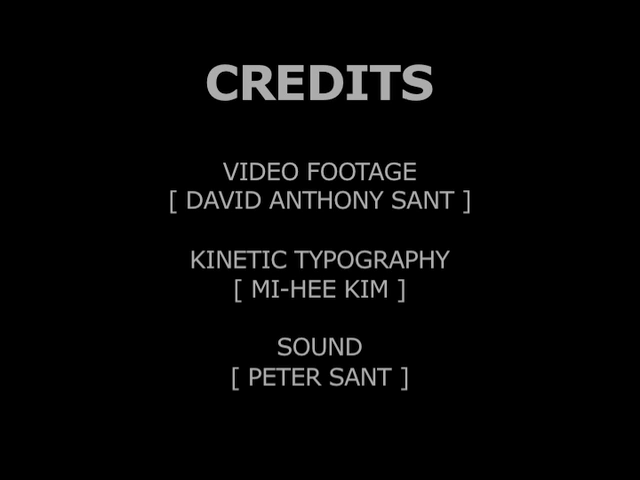 CREDITS
VIDEO FOOTAGE
[ DAVID ANTHONY SANT ]
KINETIC TYPOGRAPHY
[ MI-HEE KIM ]
SOUND
[ PETER SANT ]